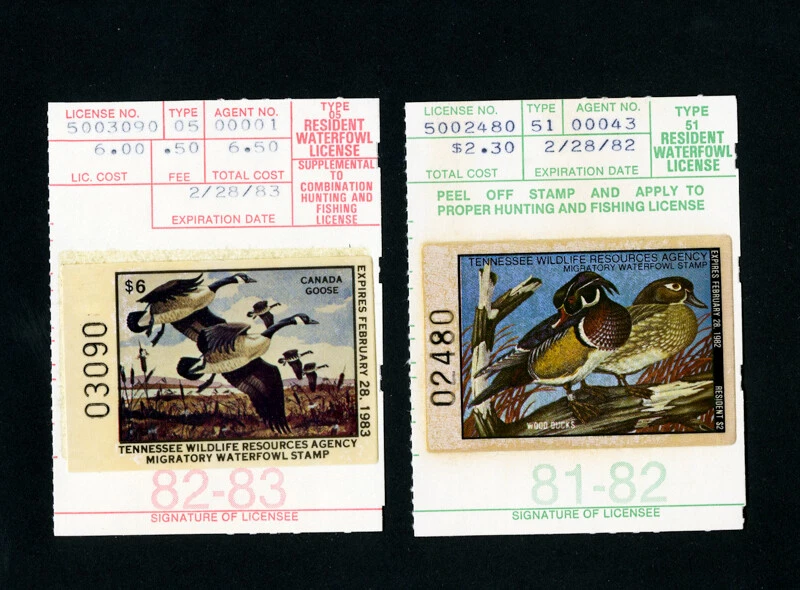 LICENSE NO. TYPE AGENT NO.
5003090 05 00001
6.00 .50 6.50
LIC. COST FEE TOTAL COST
2/28/83
EXPIRATION DATE
TYPE
05
RESIDENT
WATERFOWL
LICENSE
SUPPLEMENTAL
TO
COMBINATION
HUNTING AND
FISHING
LICENSE
03090
$6
CANADA
GOOSE
EXPIRES FEBRUARY 28. 1983
TENNESSEE WILDLIFE RESOURCES AGENCY
MIGRATORY WATERFOWL STAMP
82-83
SIGNATURE OF LICENSEE
LICENSE NO. TYPE AGENT NO.
5002480 51 00043
$2.30 2/28/82
TOTAL COST EXPIRATION DATE
TYPE
51
RESIDENT
WATERFOWL
LICENSE
PEEL OFF STAMP AND APPLY TO
PROPER HUNTING AND FISHING LICENSE
02480
TENNESSEE WILDLIFE RESOURCES AGENCY
MIGRATORY WATERFOWL STAMP
EXPIRES FEBRUARY 28. 1982 RESIDENT $2
WOOD DUCKS
81-82
SIGNATURE OF LICENSEE